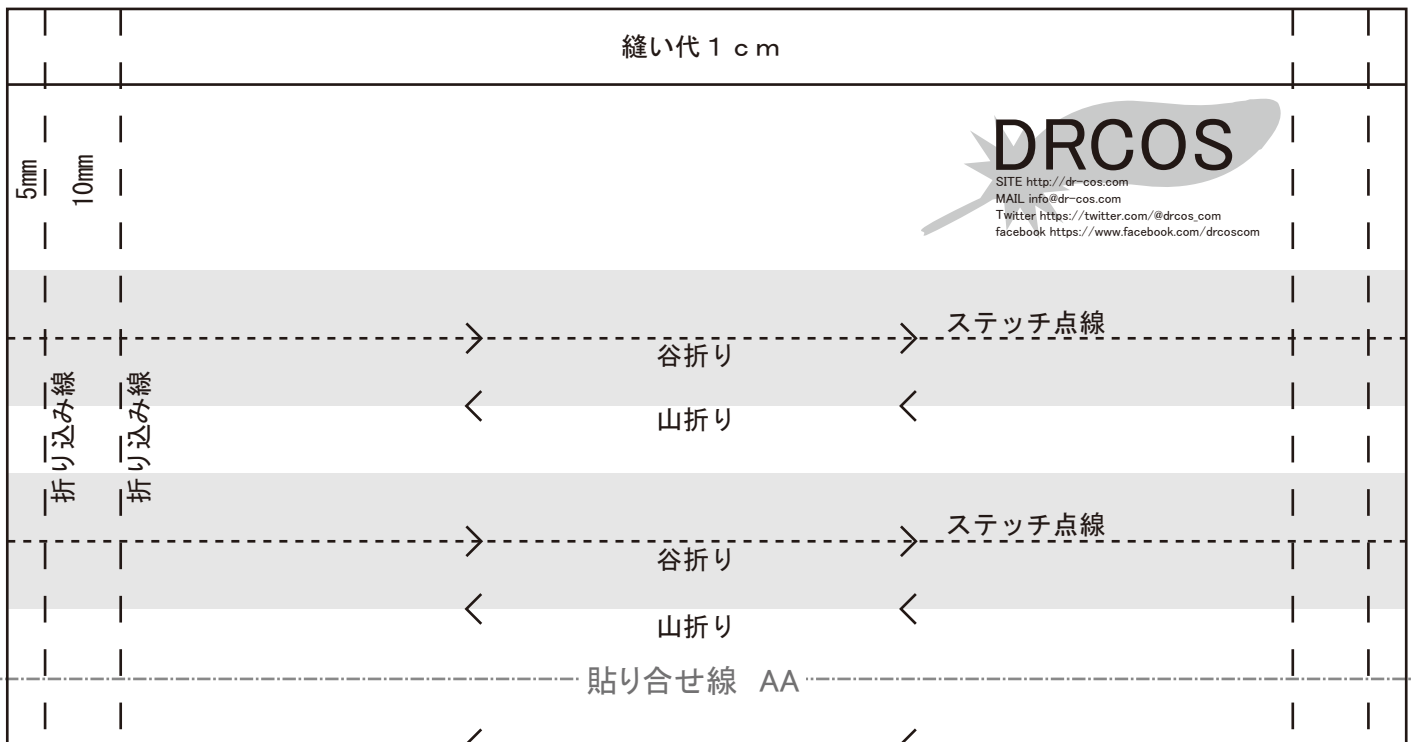 縫い代１ｃｍ
DRCOS
SITE http://dr-cos.com
MAIL info@dr-cos.com
Twitter https://twitter.com/@drcos_com
facebook https://www.facebook.com/drcoscom
5mm
10mm
ステッチ点線
谷折り
折り込み線
折り込み線
山折り
ステッチ点線
谷折り
山折り
貼り合せ線 AA